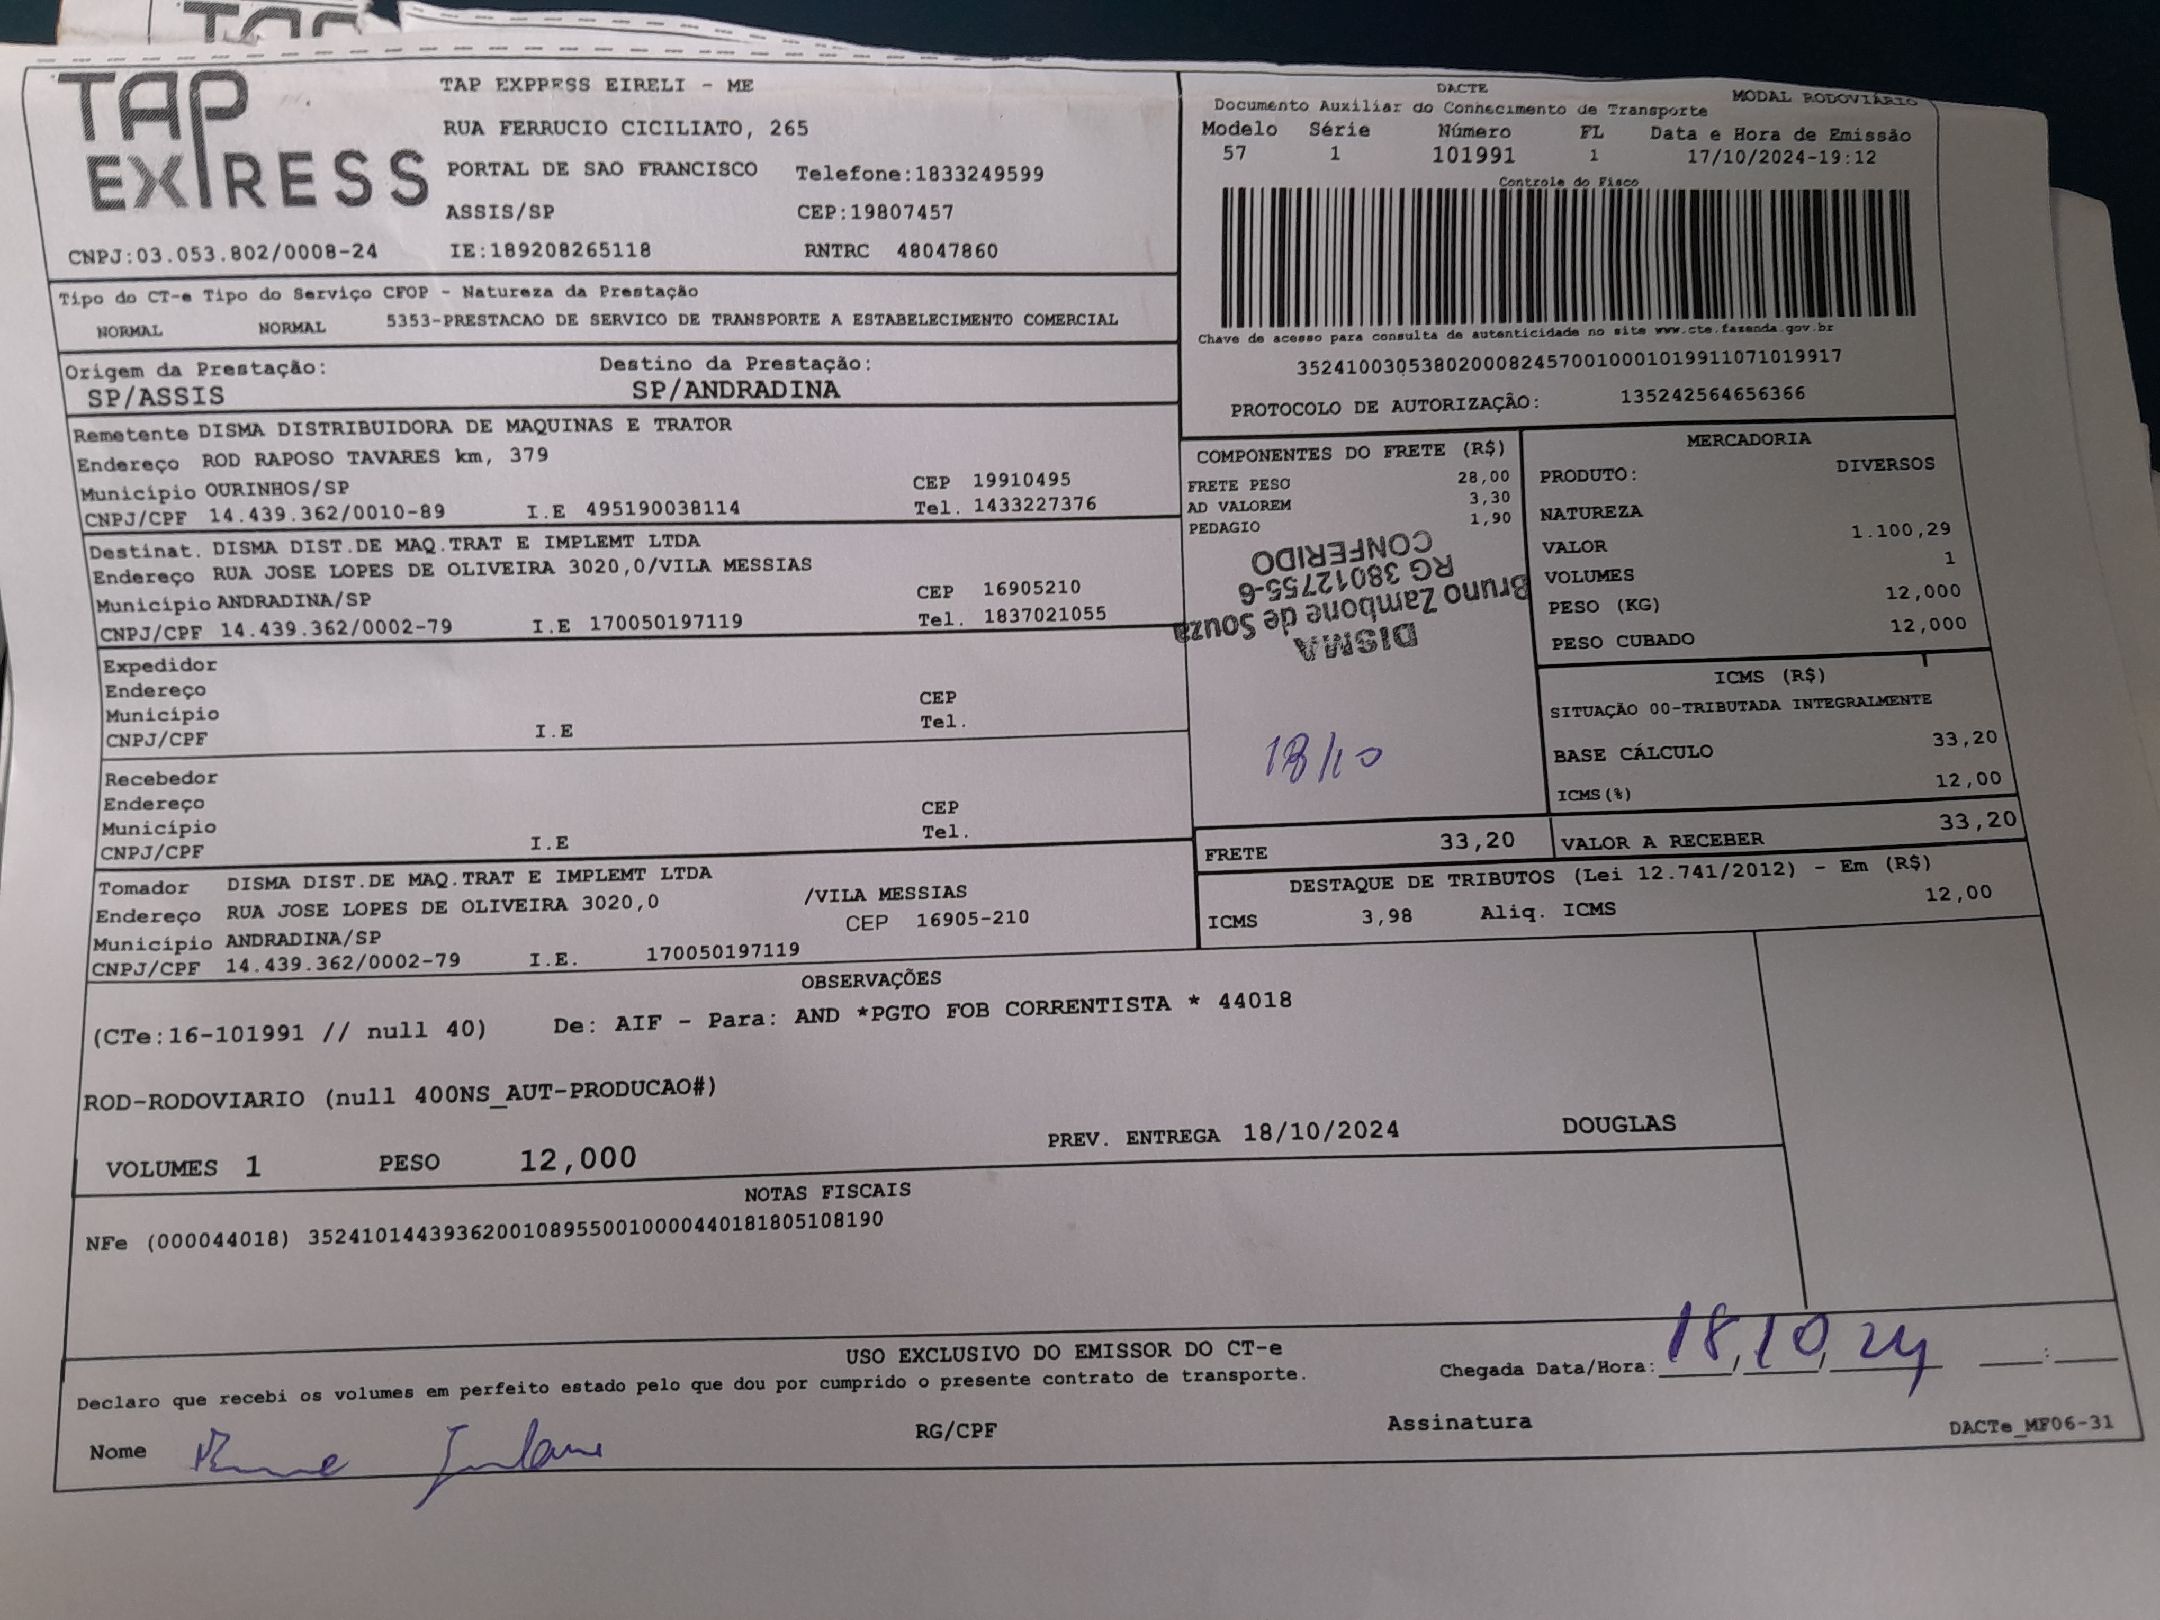 TAP EXPRESS
TAP EXPPESS EIRELI - ME
RUA FERRUCIO CICILIATO, 265
PORTAL DE SAO FRANCISCO Telefone:1833249599
ASSIS/SP CEP:19807457
CNPJ:03.053.802/0008-24 IE:189208265118 RNTRC 48047860
DACTE MODAL RODOVIÁRIO
Documento Auxiliar do Conhecimento de Transporte
Modelo Série Número FL Data e Hora de Emissão
57 1 101991 1 17/10/2024-19:12
Controle do Fisco
Chave de acesso para consulta de autenticidade no site www.cte.fazenda.gov.br
35241003053802000824570010001019911071019917
PROTOCOLO DE AUTORIZAÇÃO: 135242564656366
Tipo do CT-e Tipo do Serviço CFOP - Natureza da Prestação
NORMAL NORMAL 5353-PRESTACAO DE SERVICO DE TRANSPORTE A ESTABELECIMENTO COMERCIAL
Origem da Prestação: Destino da Prestação:
SP/ASSIS SP/ANDRADINA
Remetente DISMA DISTRIBUIDORA DE MAQUINAS E TRATOR
Endereço ROD RAPOSO TAVARES km, 379
Município OURINHOS/SP CEP 19910495
CNPJ/CPF 14.439.362/0010-89 I.E 495190038114 Tel. 1433227376
Destinat. DISMA DIST.DE MAQ.TRAT E IMPLEMT LTDA
Endereço RUA JOSE LOPES DE OLIVEIRA 3020,0/VILA MESSIAS
Município ANDRADINA/SP CEP 16905210
CNPJ/CPF 14.439.362/0002-79 I.E 170050197119 Tel. 1837021055
Expedidor
Endereço
Município CEP
CNPJ/CPF I.E Tel.
Recebedor
Endereço
Município CEP
CNPJ/CPF I.E Tel.
Tomador DISMA DIST.DE MAQ.TRAT E IMPLEMT LTDA
Endereço RUA JOSE LOPES DE OLIVEIRA 3020,0 /VILA MESSIAS
Município ANDRADINA/SP CEP 16905-210
CNPJ/CPF 14.439.362/0002-79 I.E. 170050197119
COMPONENTES DO FRETE (R$)
FRETE PESO 28,00
AD VALOREM 3,30
PEDAGIO 1,90
DISMA
Bruno Zambone de Souza
RG 38012755-6
CONFERIDO
18/10
MERCADORIA
PRODUTO: DIVERSOS
NATUREZA
VALOR 1.100,29
VOLUMES 1
PESO (KG) 12,000
PESO CUBADO 12,000
ICMS (R$)
SITUAÇÃO 00-TRIBUTADA INTEGRALMENTE
BASE CÁLCULO 33,20
ICMS(%) 12,00
FRETE 33,20 VALOR A RECEBER 33,20
DESTAQUE DE TRIBUTOS (Lei 12.741/2012) - Em (R$)
ICMS 3,98 Aliq. ICMS 12,00
OBSERVAÇÕES
(CTe:16-101991 // null 40) De: AIF - Para: AND *PGTO FOB CORRENTISTA * 44018
ROD-RODOVIARIO (null 400NS_AUT-PRODUCAO#)
VOLUMES 1 PESO 12,000 PREV. ENTREGA 18/10/2024 DOUGLAS
NOTAS FISCAIS
NFe (000044018) 35241014439362001089550010000440181805108190
USO EXCLUSIVO DO EMISSOR DO CT-e
Declaro que recebi os volumes em perfeito estado pelo que dou por cumprido o presente contrato de transporte.
Chegada Data/Hora: 18/10/24 :
Nome RG/CPF Assinatura DACTe_MF06-31